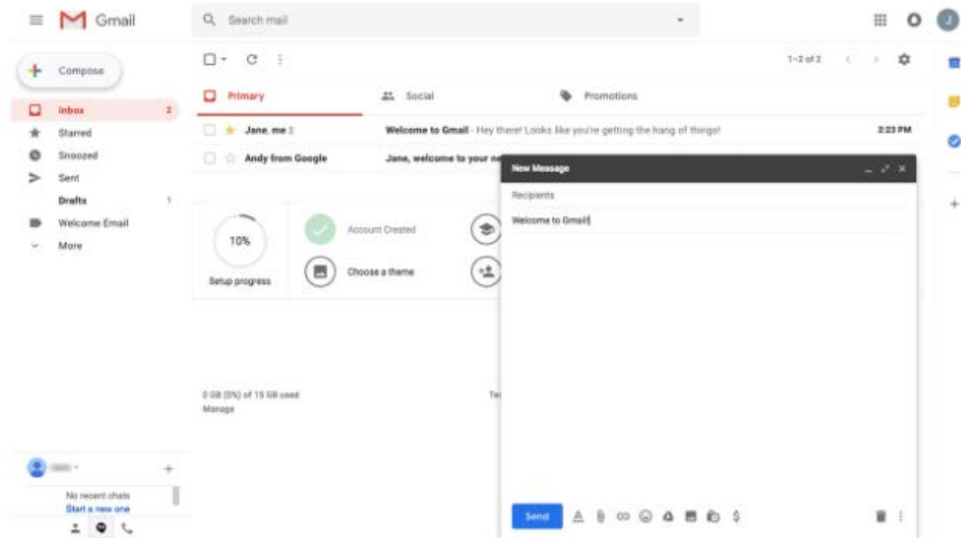 Gmail
Search mail
Compose
1–2 of 2
Primary
Social
Promotions
Inbox 2
Starred
Snoozed
Sent
Drafts 1
Welcome Email
More
Jane, me 2 Welcome to Gmail - Hey there! Looks like you're getting the hang of things! 2:23 PM
Andy from Google Jane, welcome to your
New Message
Recipients
Welcome to Gmail!
10%
Setup progress
Account Created
Choose a theme
0 GB (0%) of 15 GB used
Manage
No recent chats
Start a new one
Send
J